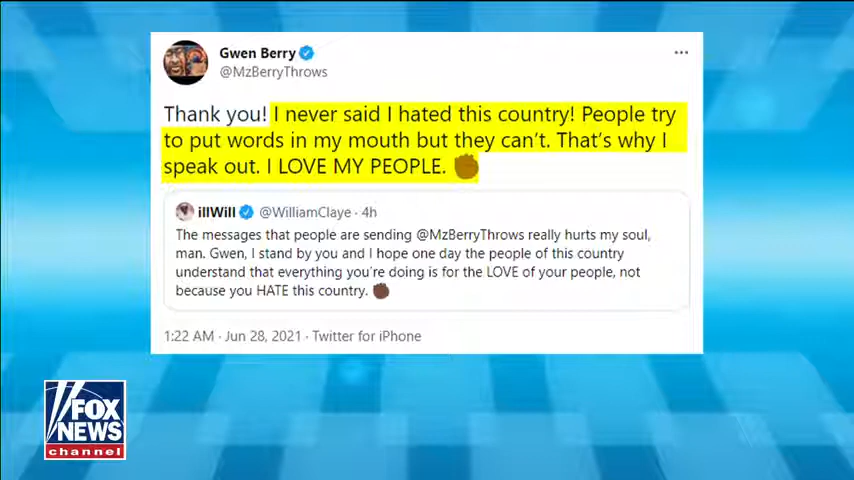 Gwen Berry
@MzBerryThrows
Thank you! I never said I hated this country! People try
to put words in my mouth but they can't. That's why I
speak out. I LOVE MY PEOPLE. ✊🏾
illWill @WilliamClaye · 4h
The messages that people are sending @MzBerryThrows really hurts my soul,
man. Gwen, I stand by you and I hope one day the people of this country
understand that everything you're doing is for the LOVE of your people, not
because you HATE this country. ✊🏿
1:22 AM · Jun 28, 2021 · Twitter for iPhone
FOX
NEWS
channel